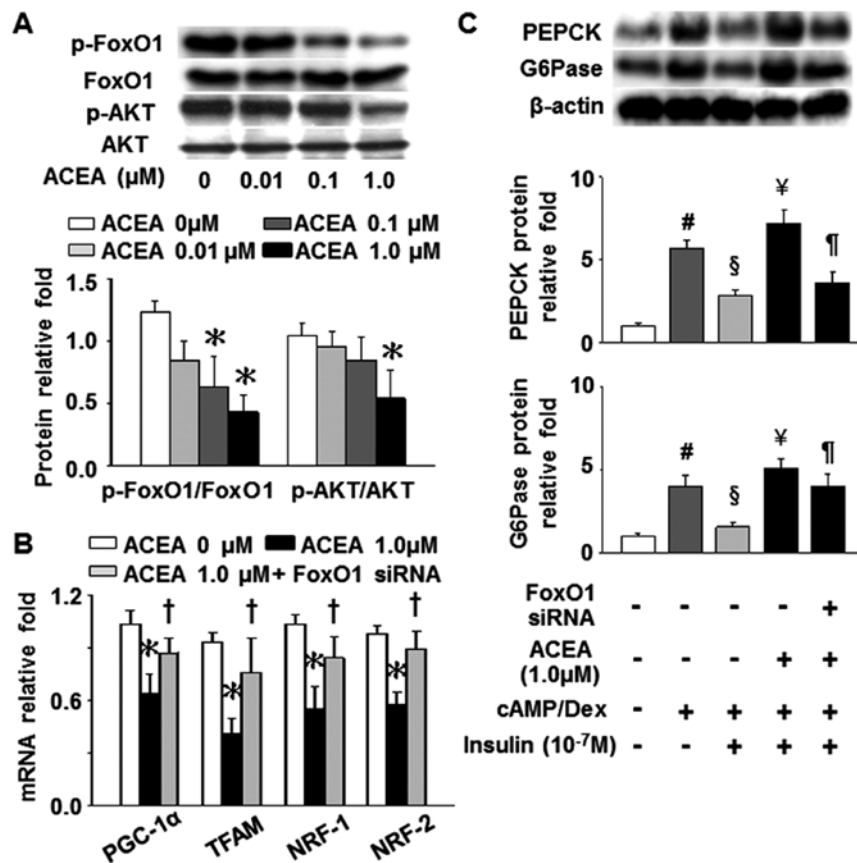 A
p-FoxO1
FoxO1
p-AKT
AKT
ACEA (μM) 0 0.01 0.1 1.0
ACEA 0μM ACEA 0.1 μM
ACEA 0.01 μM ACEA 1.0 μM
Protein relative fold
1.5
1.0
0.5
0.0
* * *
p-FoxO1/FoxO1 p-AKT/AKT
B
ACEA 0 μM ACEA 1.0μM
ACEA 1.0 μM+ FoxO1 siRNA
mRNA relative fold
1.2
0.6
0.0
* † * † * † * †
PGC-1α TFAM NRF-1 NRF-2
C
PEPCK
G6Pase
β-actin
PEPCK protein
relative fold
10
5
0
# § ¥ ¶
G6Pase protein
relative fold
10
5
0
# § ¥ ¶
FoxO1
siRNA - - - - +
ACEA
(1.0μM) - - - + +
cAMP/Dex - + + + +
Insulin (10-7M) - - + + +